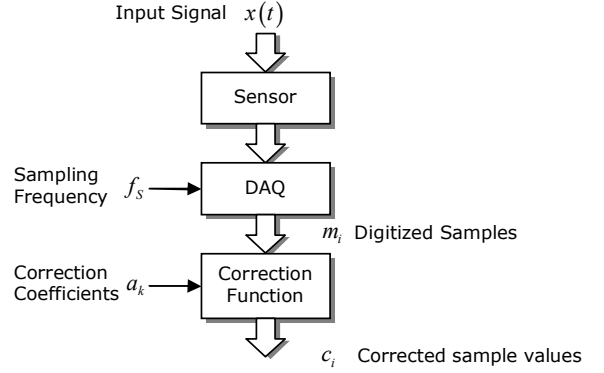 Input Signal x(t)
Sensor
Sampling
Frequency f_S
DAQ
m_i Digitized Samples
Correction
Coefficients a_k
Correction
Function
c_i Corrected sample values